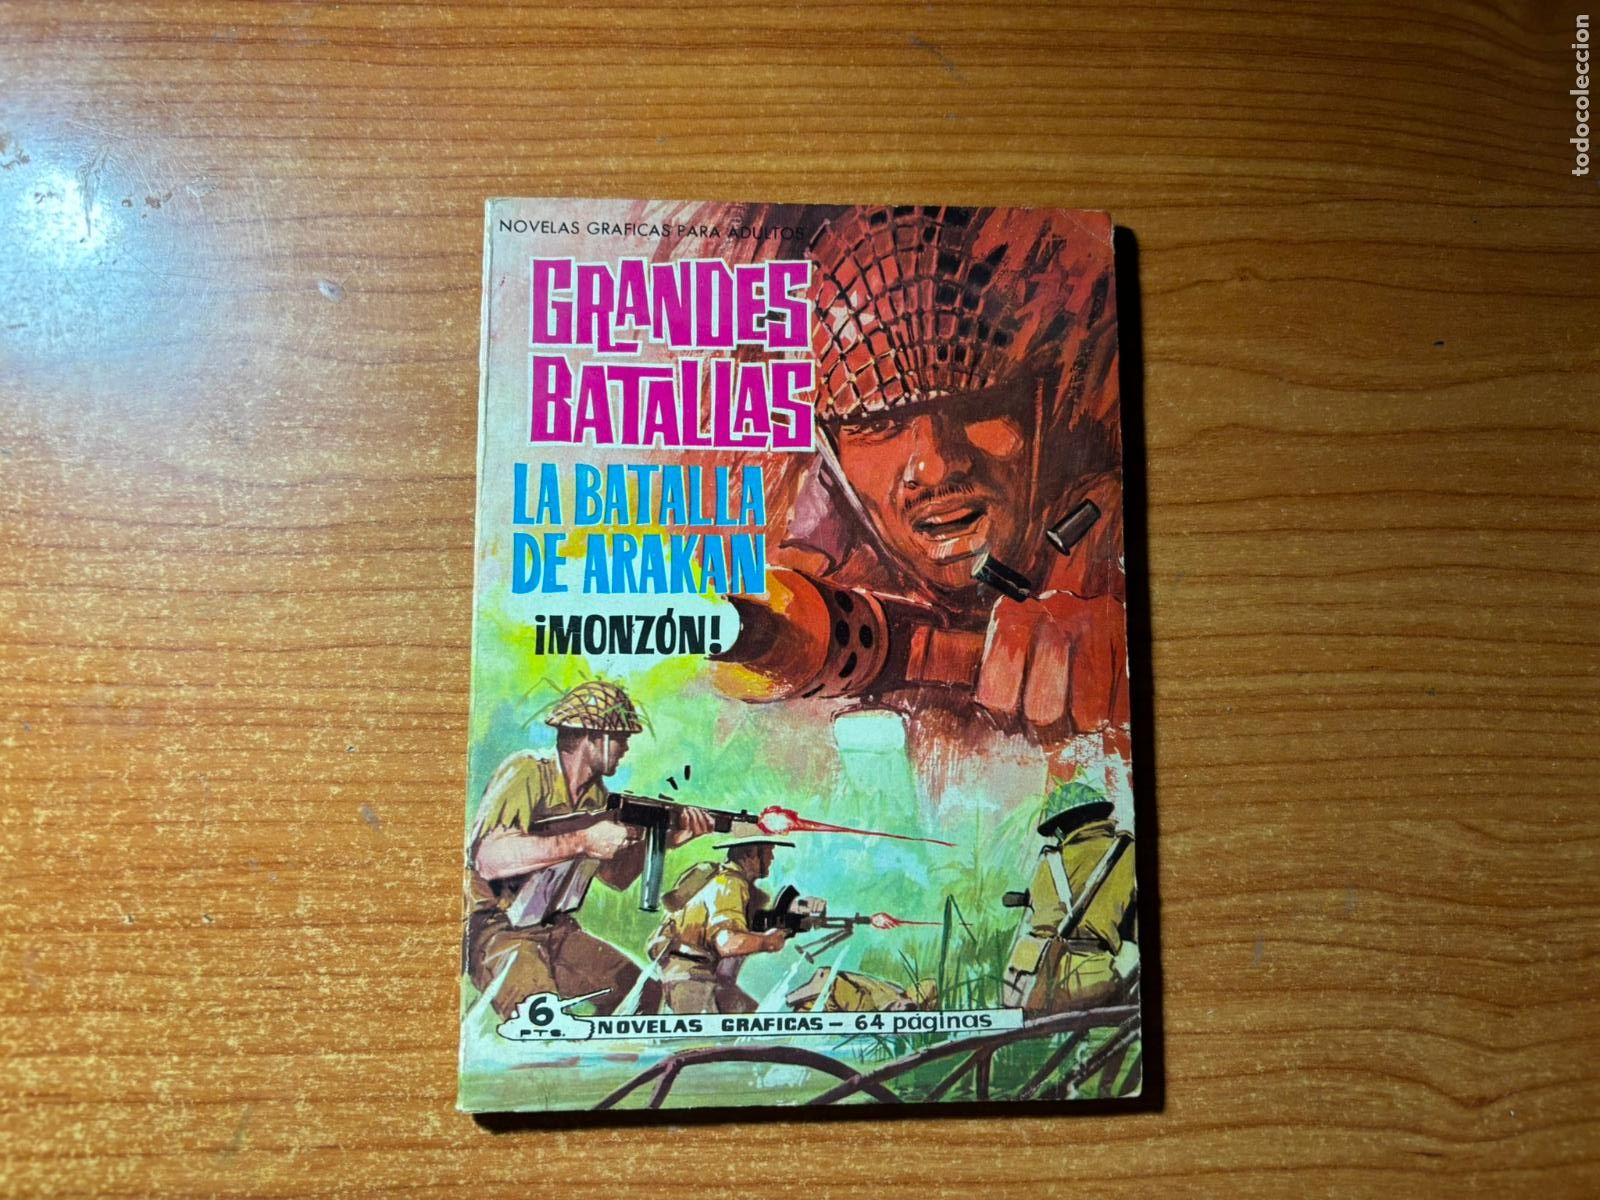 NOVELAS GRAFICAS PARA ADULTOS
GRANDES
BATALLAS
LA BATALLA
DE ARAKAN
¡MONZÓN!
6
PTS.
NOVELAS GRAFICAS - 64 páginas
todocoleccion